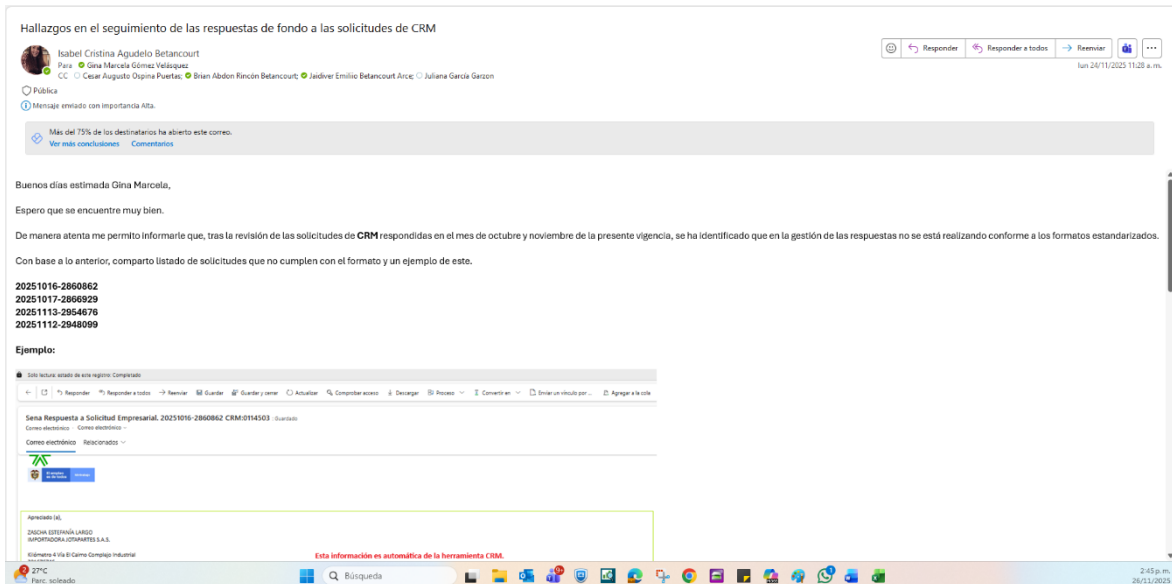 Hallazgos en el seguimiento de las respuestas de fondo a las solicitudes de CRM
Isabel Cristina Agudelo Betancourt
Para Gina Marcela Gómez Velásquez
CC Cesar Augusto Ospina Puertas; Brian Abdon Rincón Betancourt; Jaidiver Emilio Betancourt Arce; Juliana García Garzon
Responder
Responder a todos
Reenviar
lun 24/11/2025 11:28 a. m.
Pública
Mensaje enviado con importancia Alta.
Más del 75% de los destinatarios ha abierto este correo.
Ver más conclusiones Comentarios
Buenos días estimada Gina Marcela,
Espero que se encuentre muy bien.
De manera atenta me permito informarle que, tras la revisión de las solicitudes de CRM respondidas en el mes de octubre y noviembre de la presente vigencia, se ha identificado que en la gestión de las respuestas no se está realizando conforme a los formatos estandarizados.
Con base a lo anterior, comparto listado de solicitudes que no cumplen con el formato y un ejemplo de este.
20251016-2860862
20251017-2866929
20251113-2954676
20251112-2948099
Ejemplo:
Solo lectura: estado de este registro: Completado
Responder Responder a todos Reenviar Guardar Guardar y cerrar Actualizar Comprobar acceso Descargar Proceso Convertir en Enviar un vínculo por ... Agregar a la cola
Sena Respuesta a Solicitud Empresarial. 20251016-2860862 CRM:0114503 : Guardado
Correo electrónico Correo electrónico
Correo electrónico Relacionados
Apreciado (a),
ZASCHA ESTEFANÍA LARGO
IMPORTADORA JOTAPARTES S.A.S.
Kilómetro 4 Vía El Caimo Complejo Industrial
Esta información es automática de la herramienta CRM.
2
27°C
Parc. soleado
Búsqueda
2:45 p. m.
26/11/2025